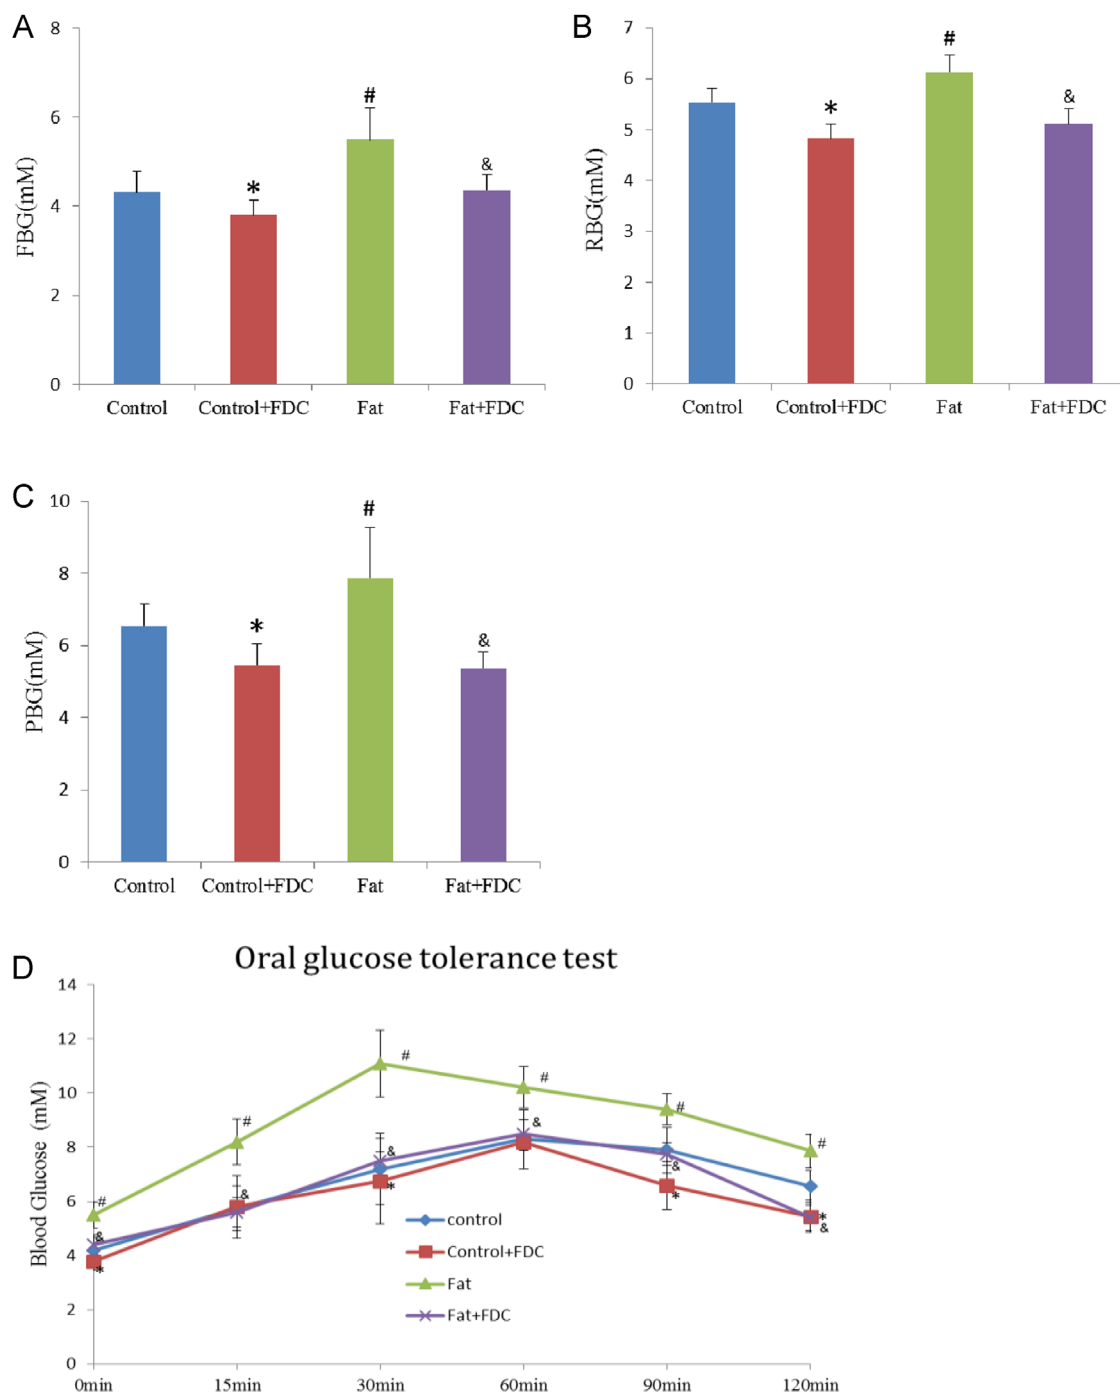 A
8
6
4
2
0
FBG(mM)
#
*
&
Control Control+FDC Fat Fat+FDC
B
7
6
5
4
3
2
1
0
RBG(mM)
#
*
&
Control Control+FDC Fat Fat+FDC
C
10
8
6
4
2
0
PBG(mM)
#
*
&
Control Control+FDC Fat Fat+FDC
D
Oral glucose tolerance test
14
12
10
8
6
4
2
0
Blood Glucose (mM)
# # # # # #
& & & & & &
* * * *
control
Control+FDC
Fat
Fat+FDC
0min 15min 30min 60min 90min 120min